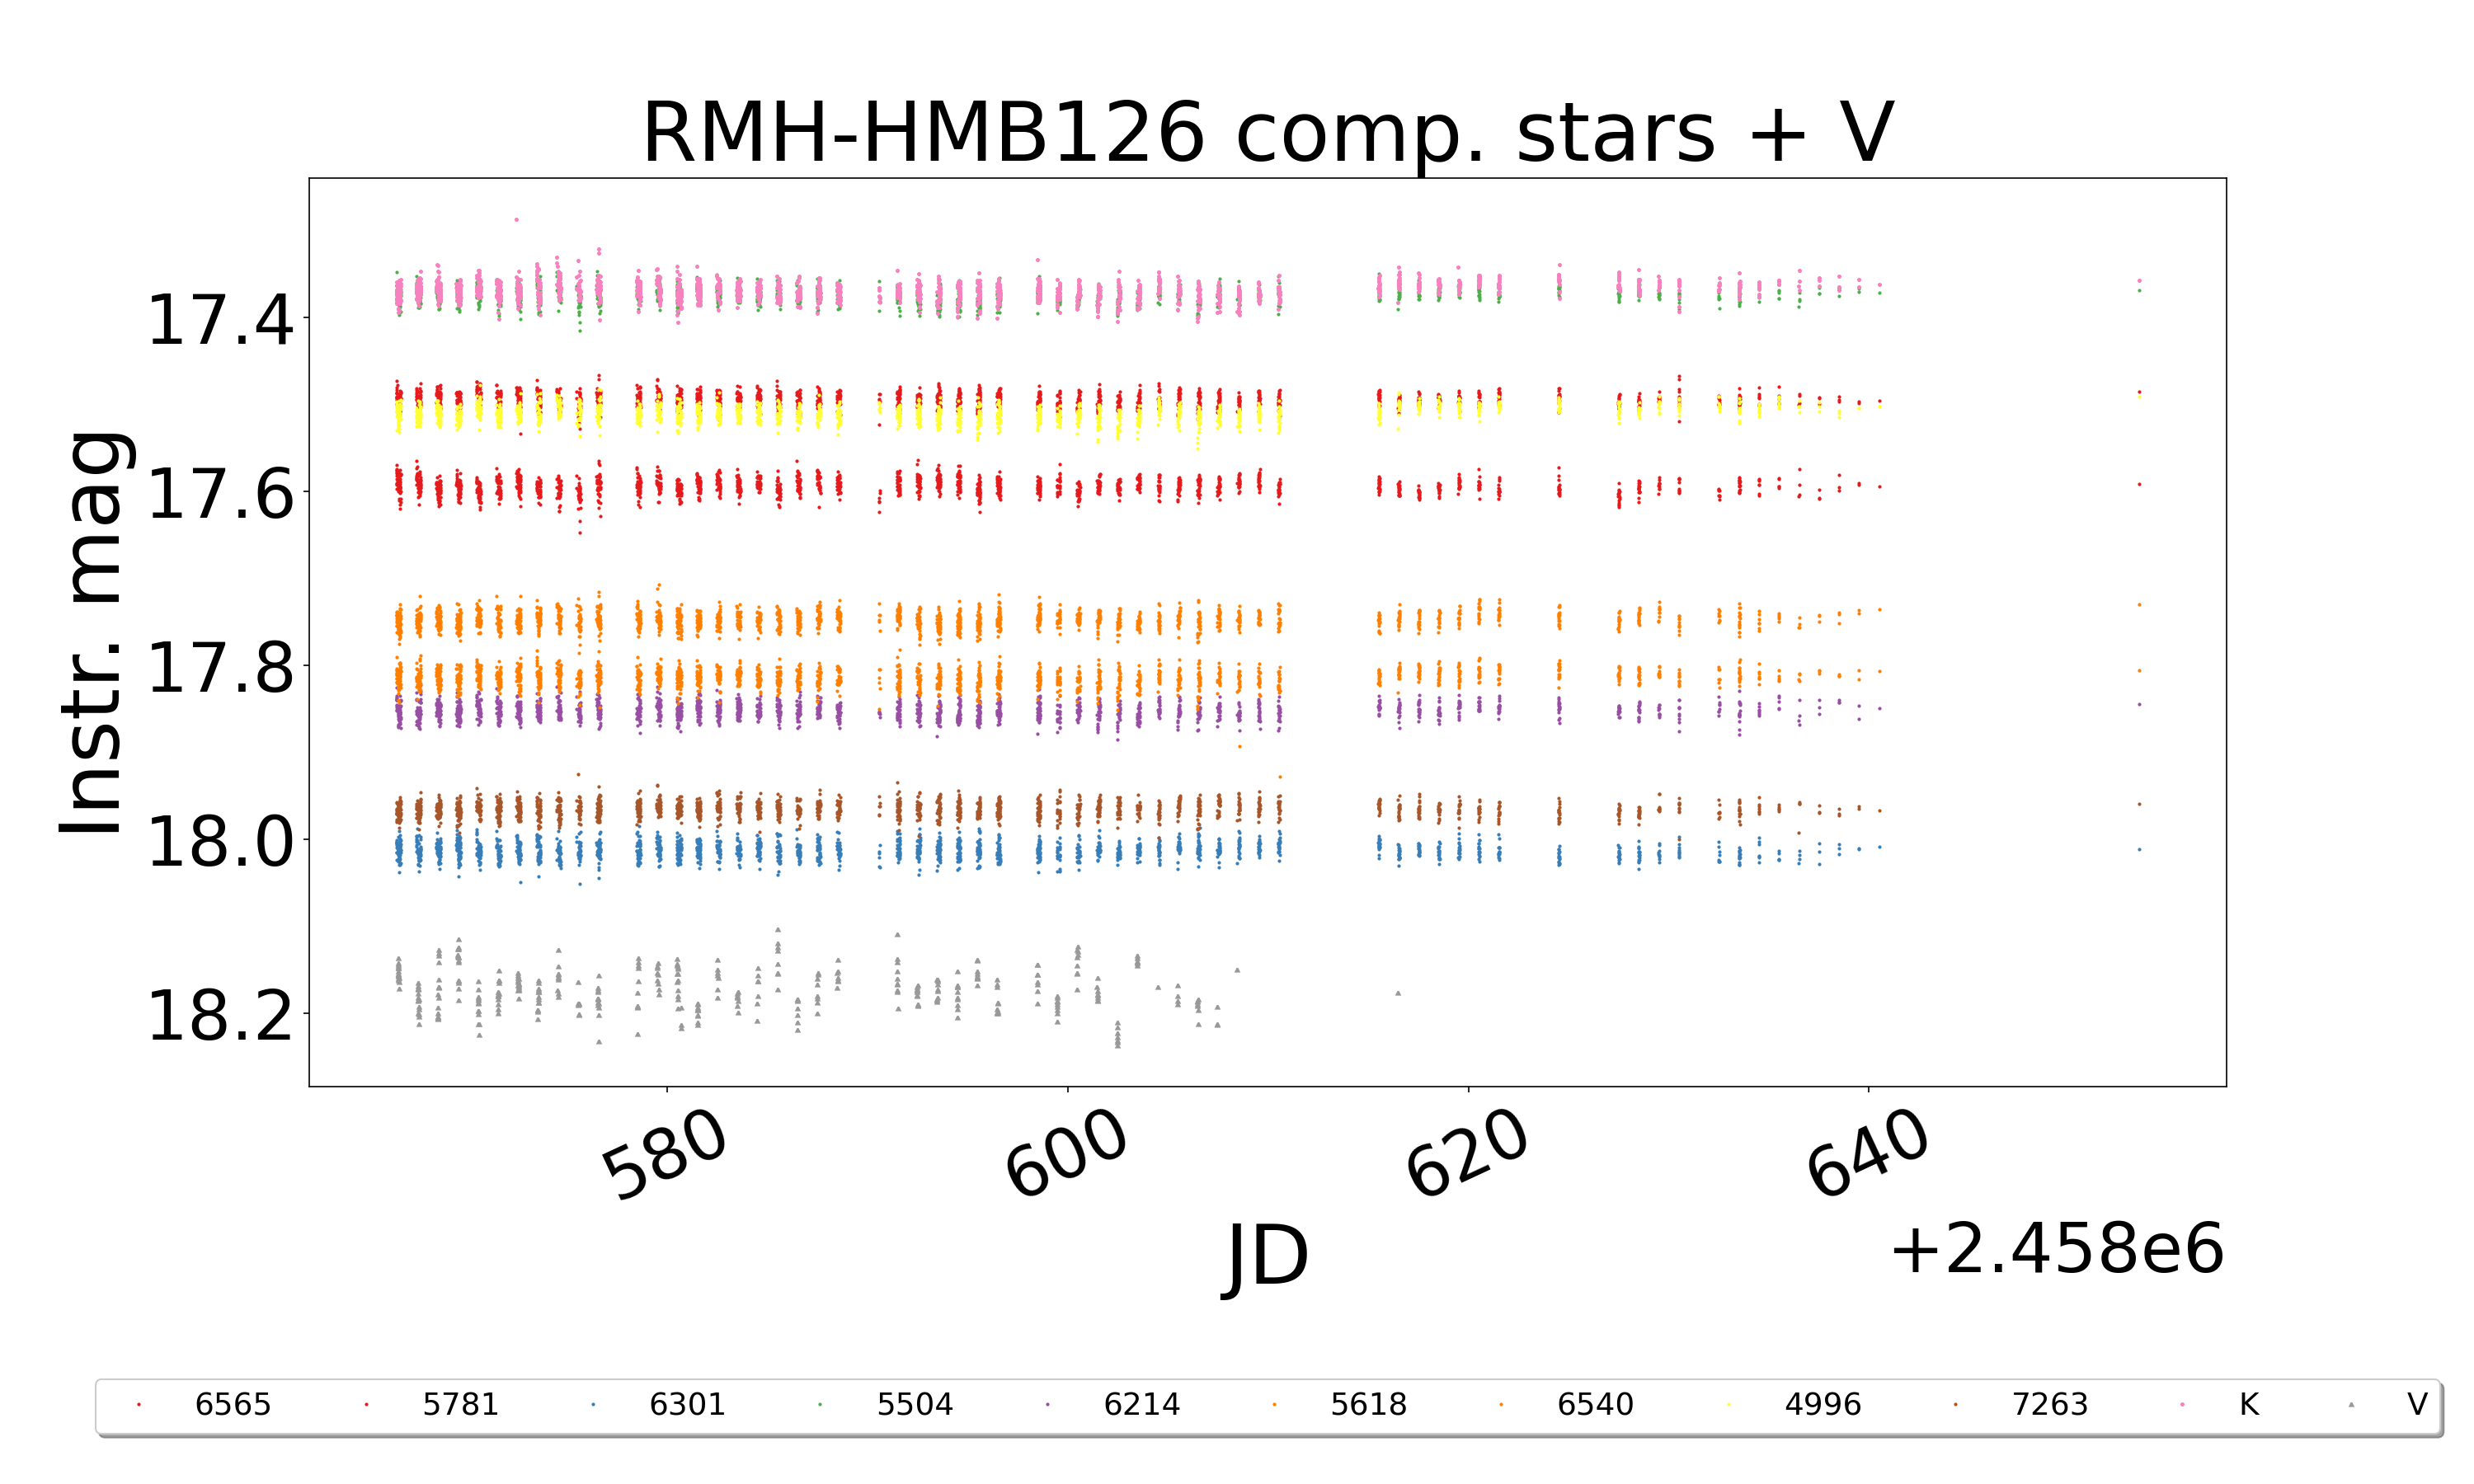 RMH-HMB126 comp. stars + V
Instr. mag
17.4
17.6
17.8
18.0
18.2
580
600
620
640
JD
+2.458e6
6565 5781 6301 5504 6214 5618 6540 4996 7263 K V